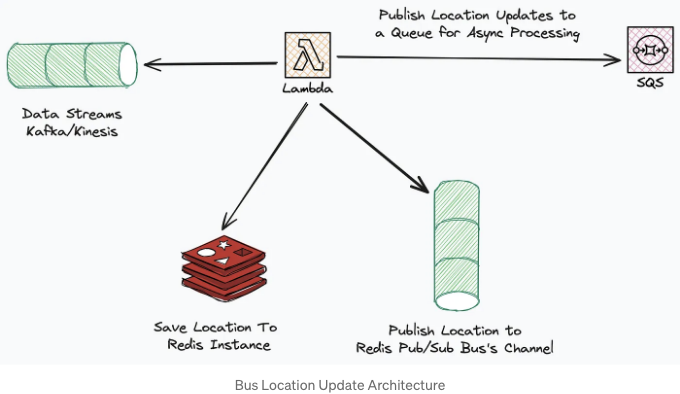 Publish Location Updates to
a Queue for Async Processing
Lambda
SQS
Data Streams
Kafka/Kinesis
Save Location To
Redis Instance
Publish Location to
Redis Pub/Sub Bus's Channel
Bus Location Update Architecture